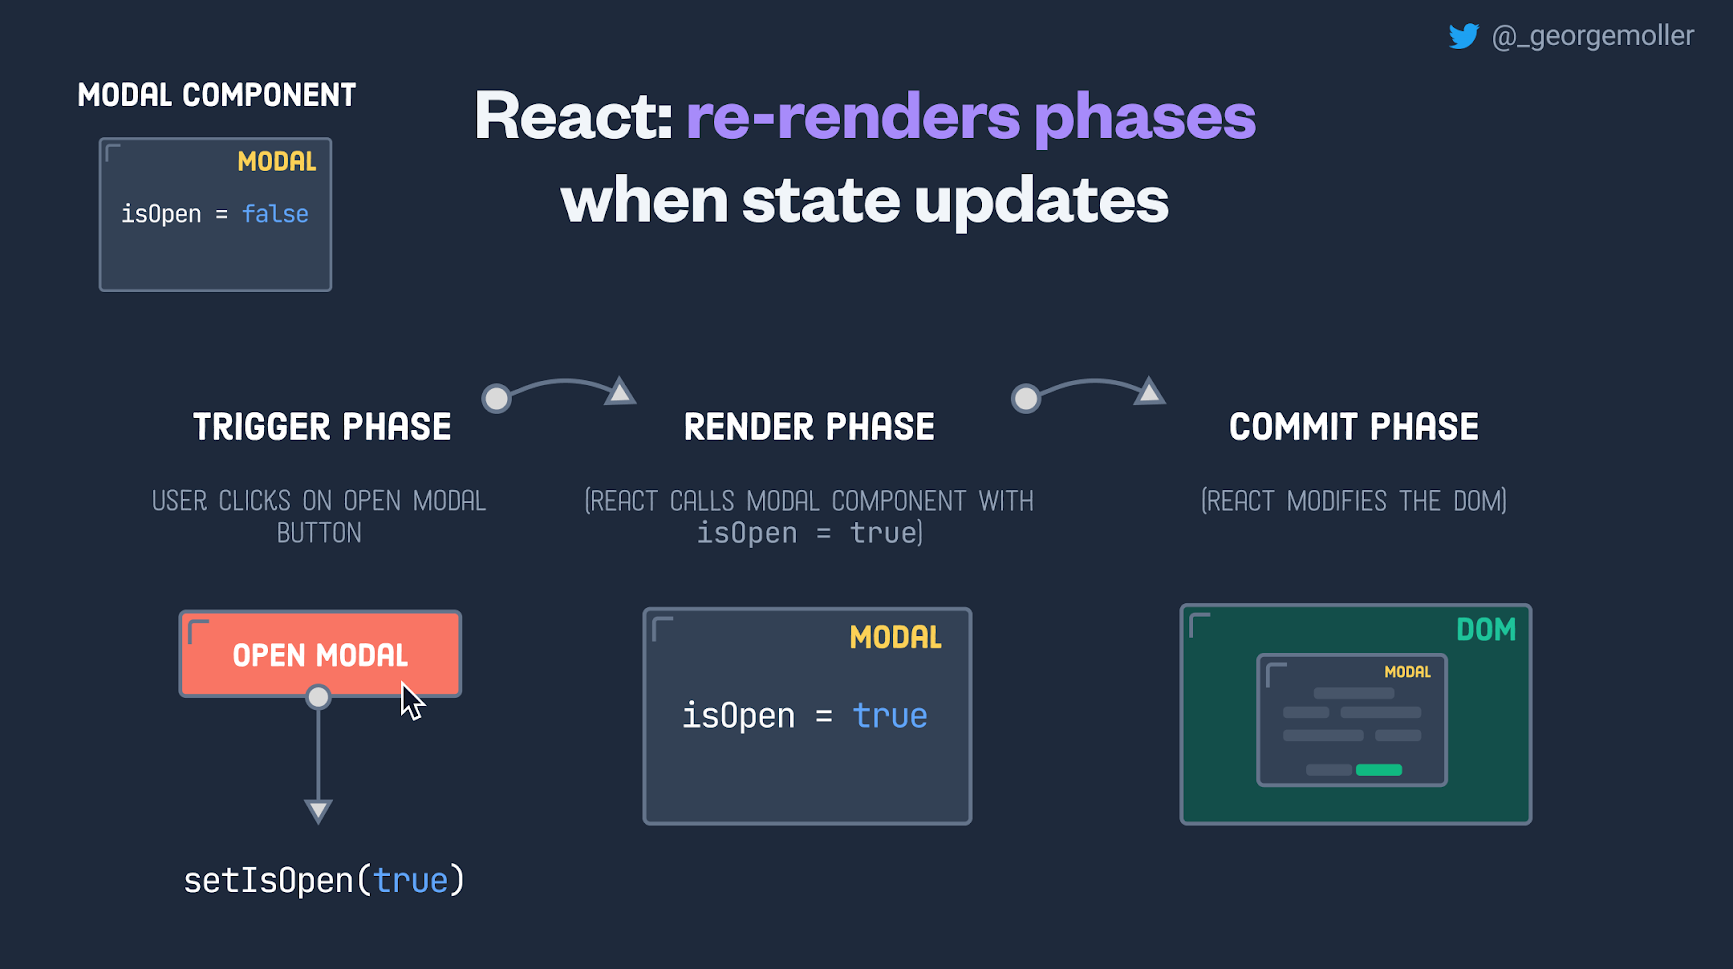 @_georgemoller
MODAL COMPONENT
React: re-renders phases
when state updates
MODAL
isOpen = false
TRIGGER PHASE
USER CLICKS ON OPEN MODAL
BUTTON
OPEN MODAL
setIsOpen(true)
RENDER PHASE
(REACT CALLS MODAL COMPONENT WITH
isOpen = true)
MODAL
isOpen = true
COMMIT PHASE
(REACT MODIFIES THE DOM)
DOM
MODAL